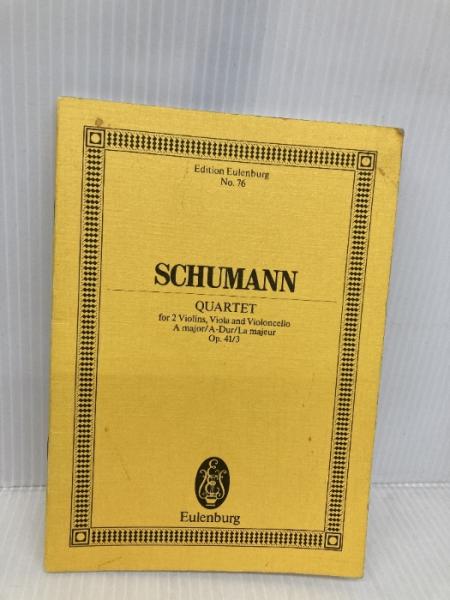 Edition Eulenburg
No. 76
SCHUMANN
QUARTET
for 2 Violins, Viola and Violoncello
A major/A-Dur/La majeur
Op. 41/3
Eulenburg